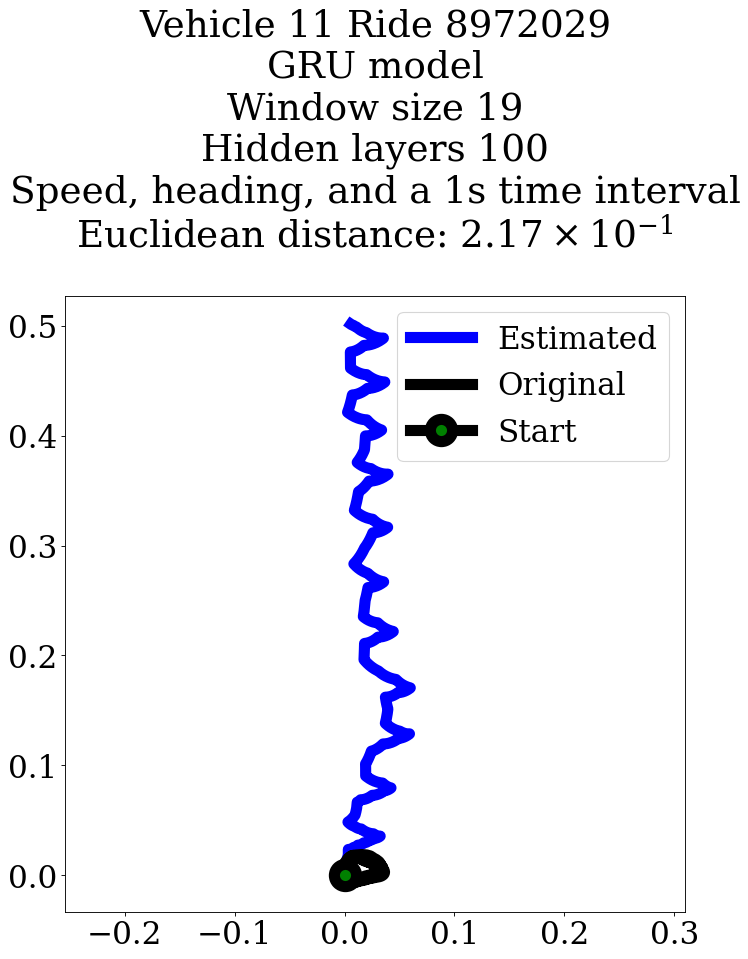 Vehicle 11 Ride 8972029
GRU model
Window size 19
Hidden layers 100
Speed, heading, and a 1s time interval
Euclidean distance: 2.17 × 10⁻¹
Estimated
Original
Start
0.5
0.4
0.3
0.2
0.1
0.0
−0.2 −0.1 0.0 0.1 0.2 0.3